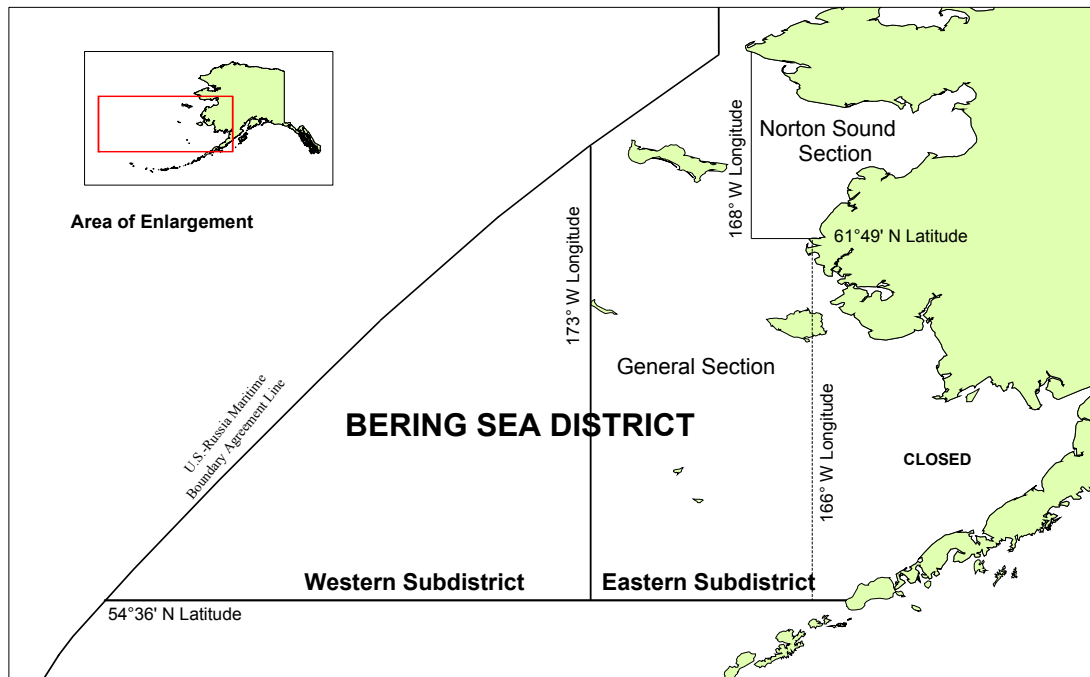 Area of Enlargement
Norton Sound
Section
168° W Longitude
61°49' N Latitude
173° W Longitude
General Section
U.S.-Russia Maritime
Boundary Agreement Line
BERING SEA DISTRICT
166° W Longitude
CLOSED
Western Subdistrict
Eastern Subdistrict
54°36' N Latitude